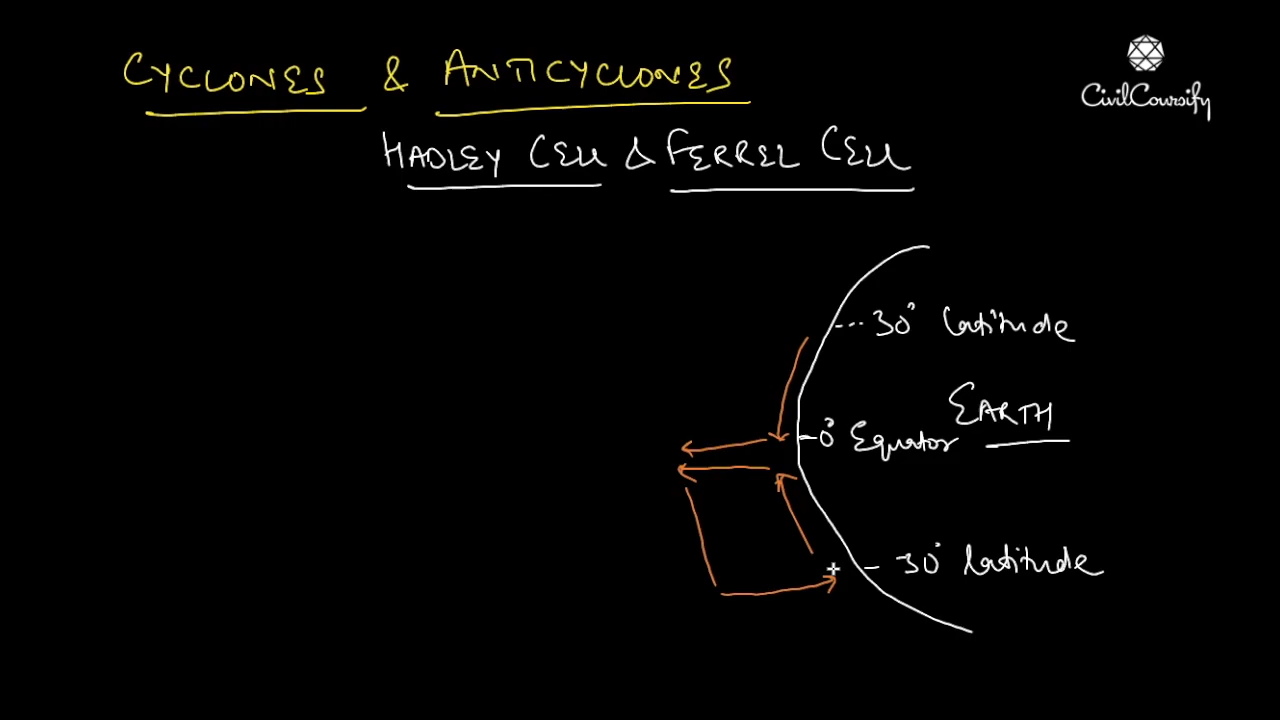 CYCLONES & ANTICYCLONES
CivilCoursify
HADLEY CELL & FERREL CELL
30° latitude
EARTH
0° Equator
30° latitude